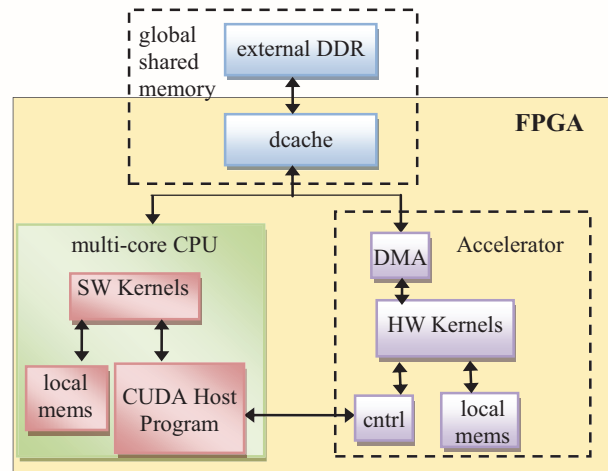 global
shared
memory
external DDR
dcache
FPGA
multi-core CPU
SW Kernels
local
mems
CUDA Host
Program
Accelerator
DMA
HW Kernels
cntrl
local
mems